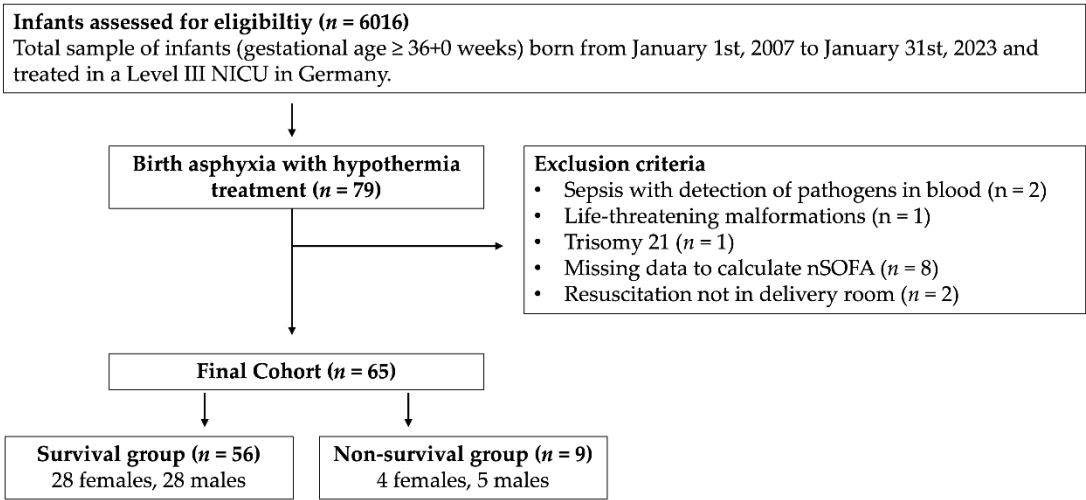 Infants assessed for eligibiltiy (n = 6016)
Total sample of infants (gestational age ≥ 36+0 weeks) born from January 1st, 2007 to January 31st, 2023 and
treated in a Level III NICU in Germany.
Birth asphyxia with hypothermia
treatment (n = 79)
Exclusion criteria
• Sepsis with detection of pathogens in blood (n = 2)
• Life-threatening malformations (n = 1)
• Trisomy 21 (n = 1)
• Missing data to calculate nSOFA (n = 8)
• Resuscitation not in delivery room (n = 2)
Final Cohort (n = 65)
Survival group (n = 56)
28 females, 28 males
Non-survival group (n = 9)
4 females, 5 males